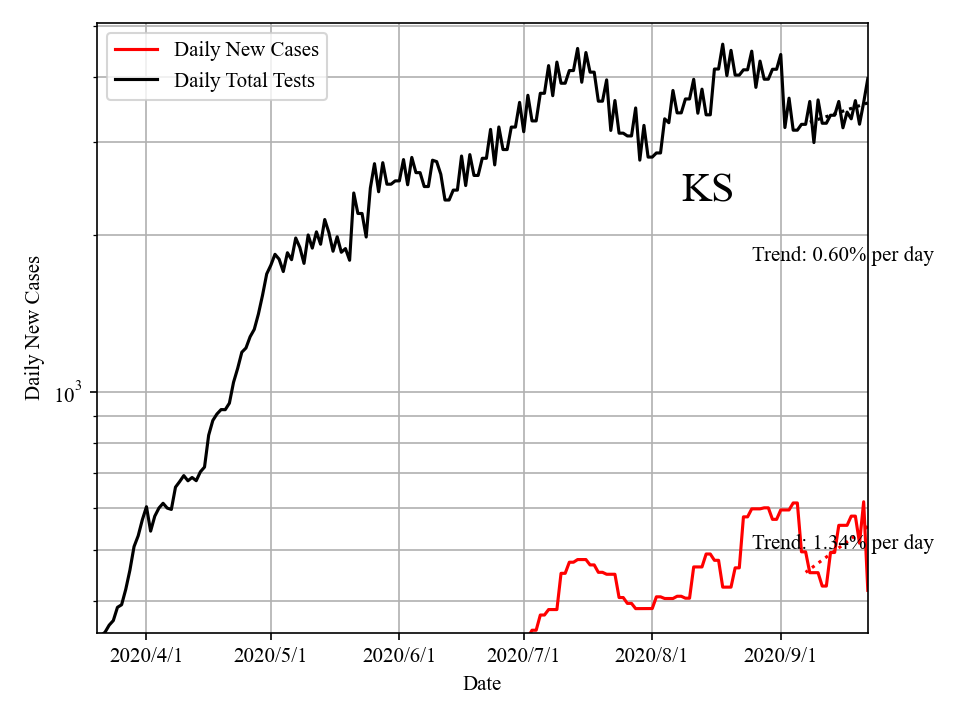 Daily New Cases
Daily Total Tests
KS
Trend: 0.60% per day
Trend: 1.34% per day
Daily New Cases
10³
2020/4/1 2020/5/1 2020/6/1 2020/7/1 2020/8/1 2020/9/1
Date